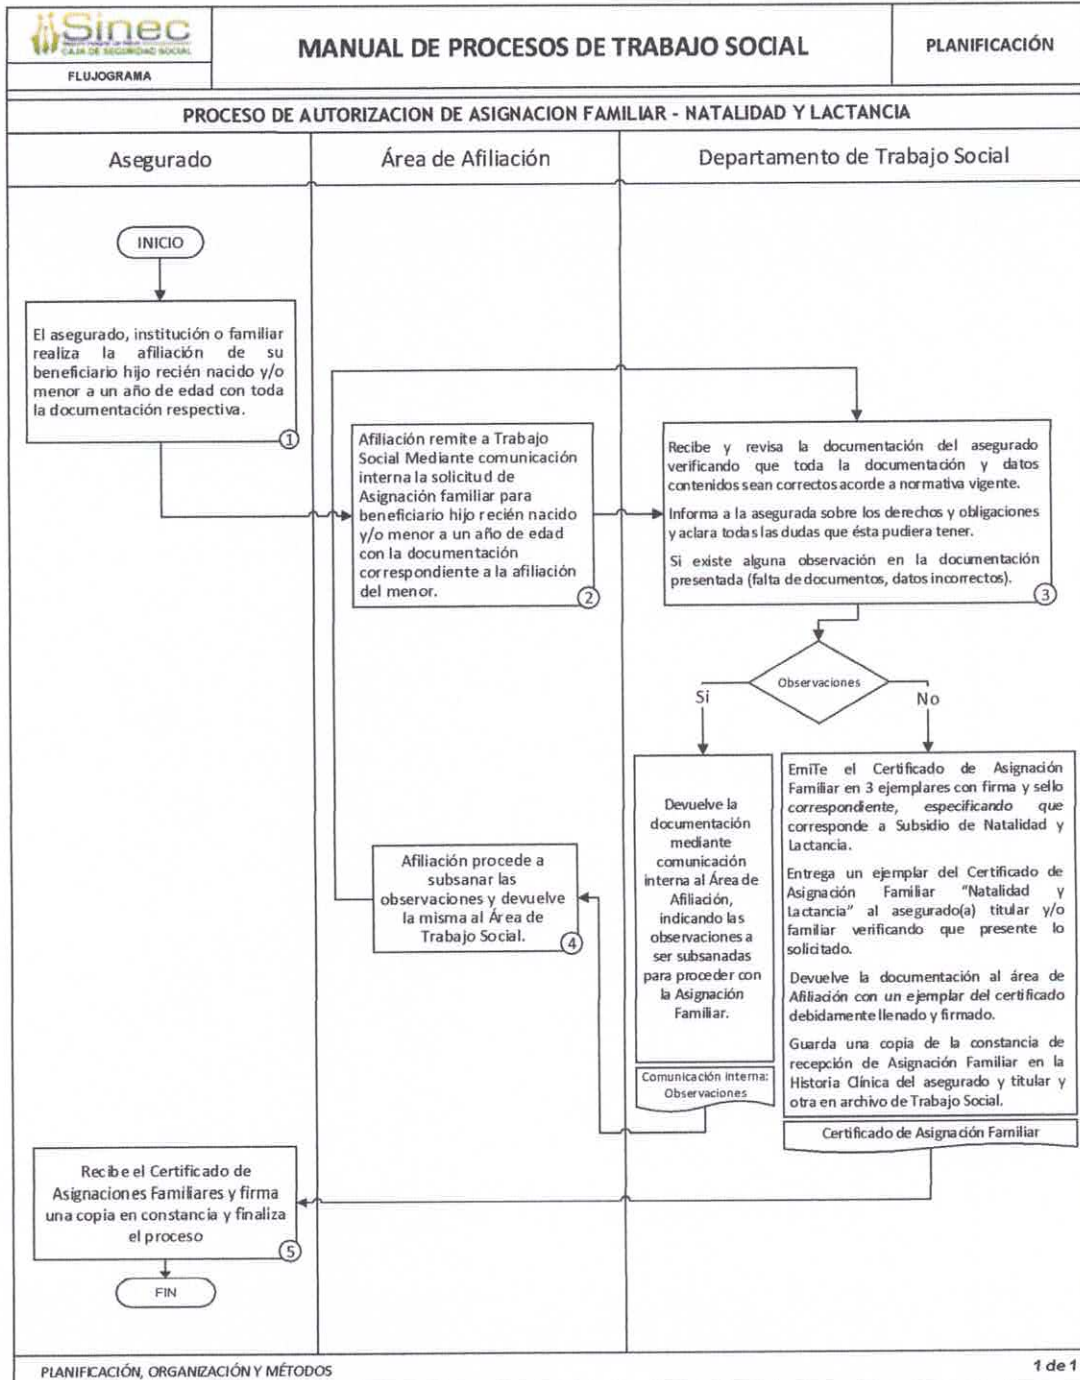 Sinec
CAJA DE SEGURIDAD SOCIAL
FLUJOGRAMA
MANUAL DE PROCESOS DE TRABAJO SOCIAL
PLANIFICACIÓN
PROCESO DE AUTORIZACION DE ASIGNACION FAMILIAR - NATALIDAD Y LACTANCIA
Asegurado
Área de Afiliación
Departamento de Trabajo Social
INICIO
El asegurado, institución o familiar
realiza la afiliación de su
beneficiario hijo recién nacido y/o
menor a un año de edad con toda
la documentación respectiva.
1
Afiliación remite a Trabajo
Social Mediante comunicación
interna la solicitud de
Asignación familiar para
beneficiario hijo recién nacido
y/o menor a un año de edad
con la documentación
correspondiente a la afiliación
del menor.
2
Recibe y revisa la documentación del asegurado
verificando que toda la documentación y datos
contenidos sean correctos acorde a normativa vigente.
Informa a la asegurada sobre los derechos y obligaciones
y aclara todas las dudas que ésta pudiera tener.
Si existe alguna observación en la documentación
presentada (falta de documentos, datos incorrectos).
3
Observaciones
Si
No
Devuelve la
documentación
mediante
comunicación
interna al Área de
Afiliación,
indicando las
observaciones a
ser subsanadas
para proceder con
la Asignación
Familiar.
Comunicación interna:
Observaciones
EmiTe el Certificado de Asignación
Familiar en 3 ejemplares con firma y sello
correspondiente, especificando que
corresponde a Subsidio de Natalidad y
Lactancia.
Entrega un ejemplar del Certificado de
Asignación Familiar "Natalidad y
Lactancia" al asegurado(a) titular y/o
familiar verificando que presente lo
solicitado.
Devuelve la documentación al área de
Afiliación con un ejemplar del certificado
debidamente llenado y firmado.
Guarda una copia de la constancia de
recepción de Asignación Familiar en la
Historia Clínica del asegurado y titular y
otra en archivo de Trabajo Social.
Certificado de Asignación Familiar
Afiliación procede a
subsanar las
observaciones y devuelve
la misma al Área de
Trabajo Social.
4
Recibe el Certificado de
Asignaciones Familiares y firma
una copia en constancia y finaliza
el proceso
5
FIN
PLANIFICACIÓN, ORGANIZACIÓN Y MÉTODOS
1 de 1